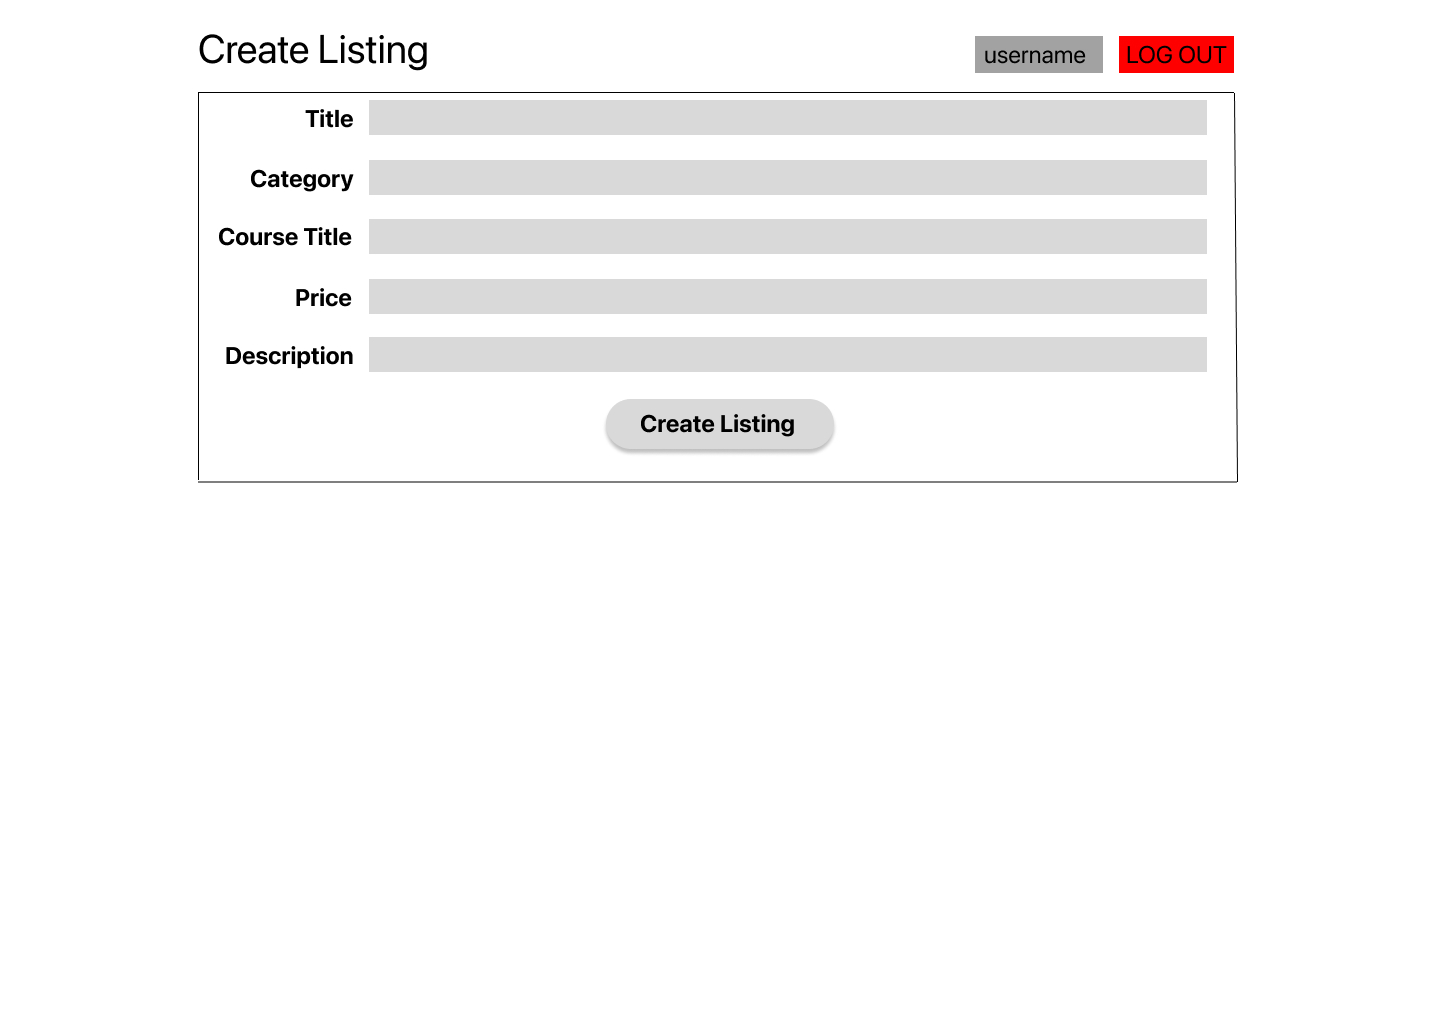 Create Listing
username
LOG OUT
Title
Category
Course Title
Price
Description
Create Listing